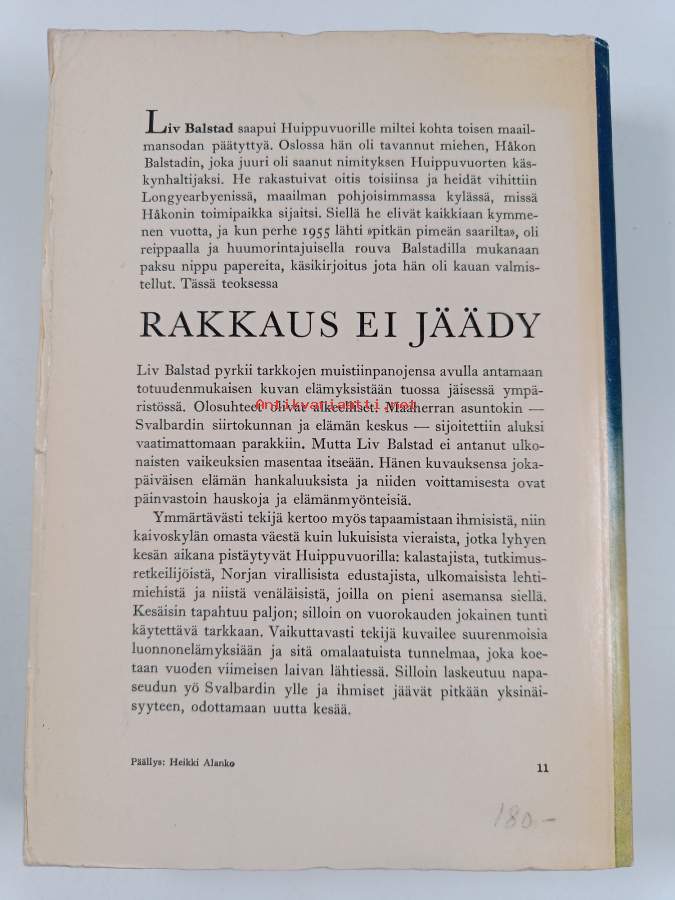 Liv Balstad saapui Huippuvuorille miltei kohta toisen maail-
mansodan päätyttyä. Oslossa hän oli tavannut miehen, Håkon
Balstadin, joka juuri oli saanut nimityksen Huippuvuorten käs-
kynhaltijaksi. He rakastuivat oitis toisiinsa ja heidät vihittiin
Longyearbyenissä, maailman pohjoisimmassa kylässä, missä
Håkonin toimipaikka sijaitsi. Siellä he elivät kaikkiaan kymme-
nen vuotta, ja kun perhe 1955 lähti »pitkän pimeän saarilta», oli
reippaalla ja huumorintajuisella rouva Balstadilla mukanaan
paksu nippu papereita, käsikirjoitus jota hän oli kauan valmis-
tellut. Tässä teoksessa
RAKKAUS EI JÄÄDY
Liv Balstad pyrkii tarkkojen muistiinpanojensa avulla antamaan
totuudenmukaisen kuvan elämyksistään tuossa jäisessä ympä-
ristössä. Olosuhteet olivat alkeelliset. Maaherran asuntokin —
Antikvariaatti.net
Svalbardin siirtokunnan ja elämän keskus — sijoitettiin aluksi
vaatimattomaan parakkiin. Mutta Liv Balstad ei antanut ulko-
naisten vaikeuksien masentaa itseään. Hänen kuvauksensa joka-
päiväisen elämän hankaluuksista ja niiden voittamisesta ovat
päinvastoin hauskoja ja elämänmyönteisiä.
Ymmärtävästi tekijä kertoo myös tapaamistaan ihmisistä, niin
kaivoskylän omasta väestä kuin lukuisista vieraista, jotka lyhyen
kesän aikana pistäytyvät Huippuvuorilla: kalastajista, tutkimus-
retkeilijöistä, Norjan virallisista edustajista, ulkomaisista lehti-
miehistä ja niistä venäläisistä, joilla on pieni asemansa siellä.
Kesäisin tapahtuu paljon; silloin on vuorokauden jokainen tunti
käytettävä tarkkaan. Vaikuttavasti tekijä kuvailee suurenmoisia
luonnonelämyksiään ja sitä omalaatuista tunnelmaa, joka koe-
taan vuoden viimeisen laivan lähtiessä. Silloin laskeutuu napa-
seudun yö Svalbardin ylle ja ihmiset jäävät pitkään yksinäi-
syyteen, odottamaan uutta kesää.
Päällys: Heikki Alanko
11
180-